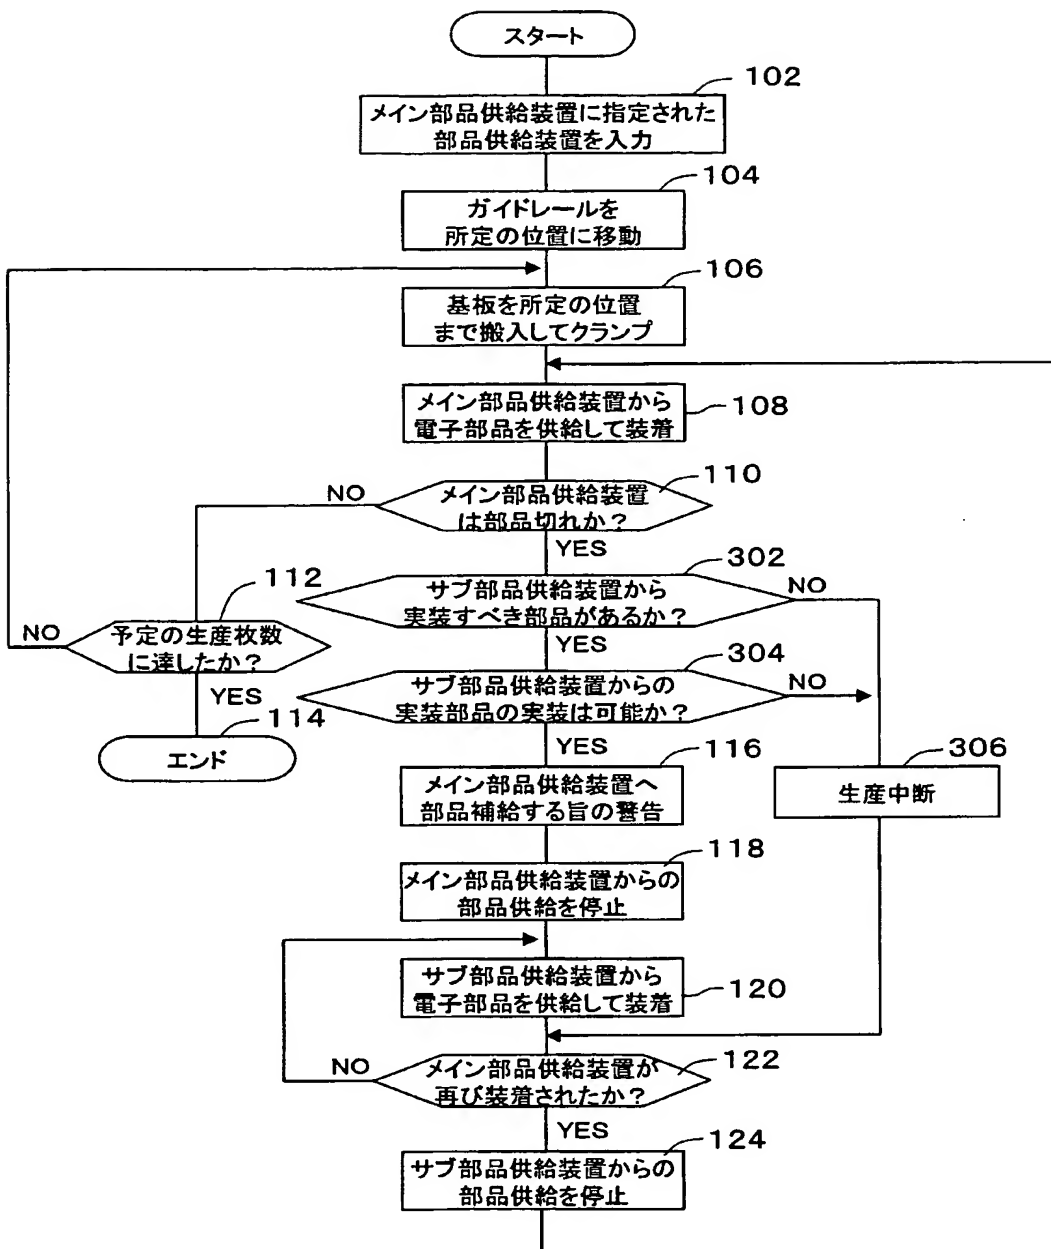 スタート
102
メイン部品供給装置に指定された
部品供給装置を入力
104
ガイドレールを
所定の位置に移動
106
基板を所定の位置
まで搬入してクランプ
メイン部品供給装置から
電子部品を供給して装着
108
NO
メイン部品供給装置
は部品切れか?
110
YES
302
サブ部品供給装置から
実装すべき部品があるか?
NO
112
NO
予定の生産枚数
に達したか?
YES
YES
304
サブ部品供給装置からの
実装部品の実装は可能か?
NO
114
エンド
YES
116
メイン部品供給装置へ
部品補給する旨の警告
306
生産中断
118
メイン部品供給装置からの
部品供給を停止
サブ部品供給装置から
電子部品を供給して装着
120
NO
メイン部品供給装置が
再び装着されたか?
122
YES
124
サブ部品供給装置からの
部品供給を停止